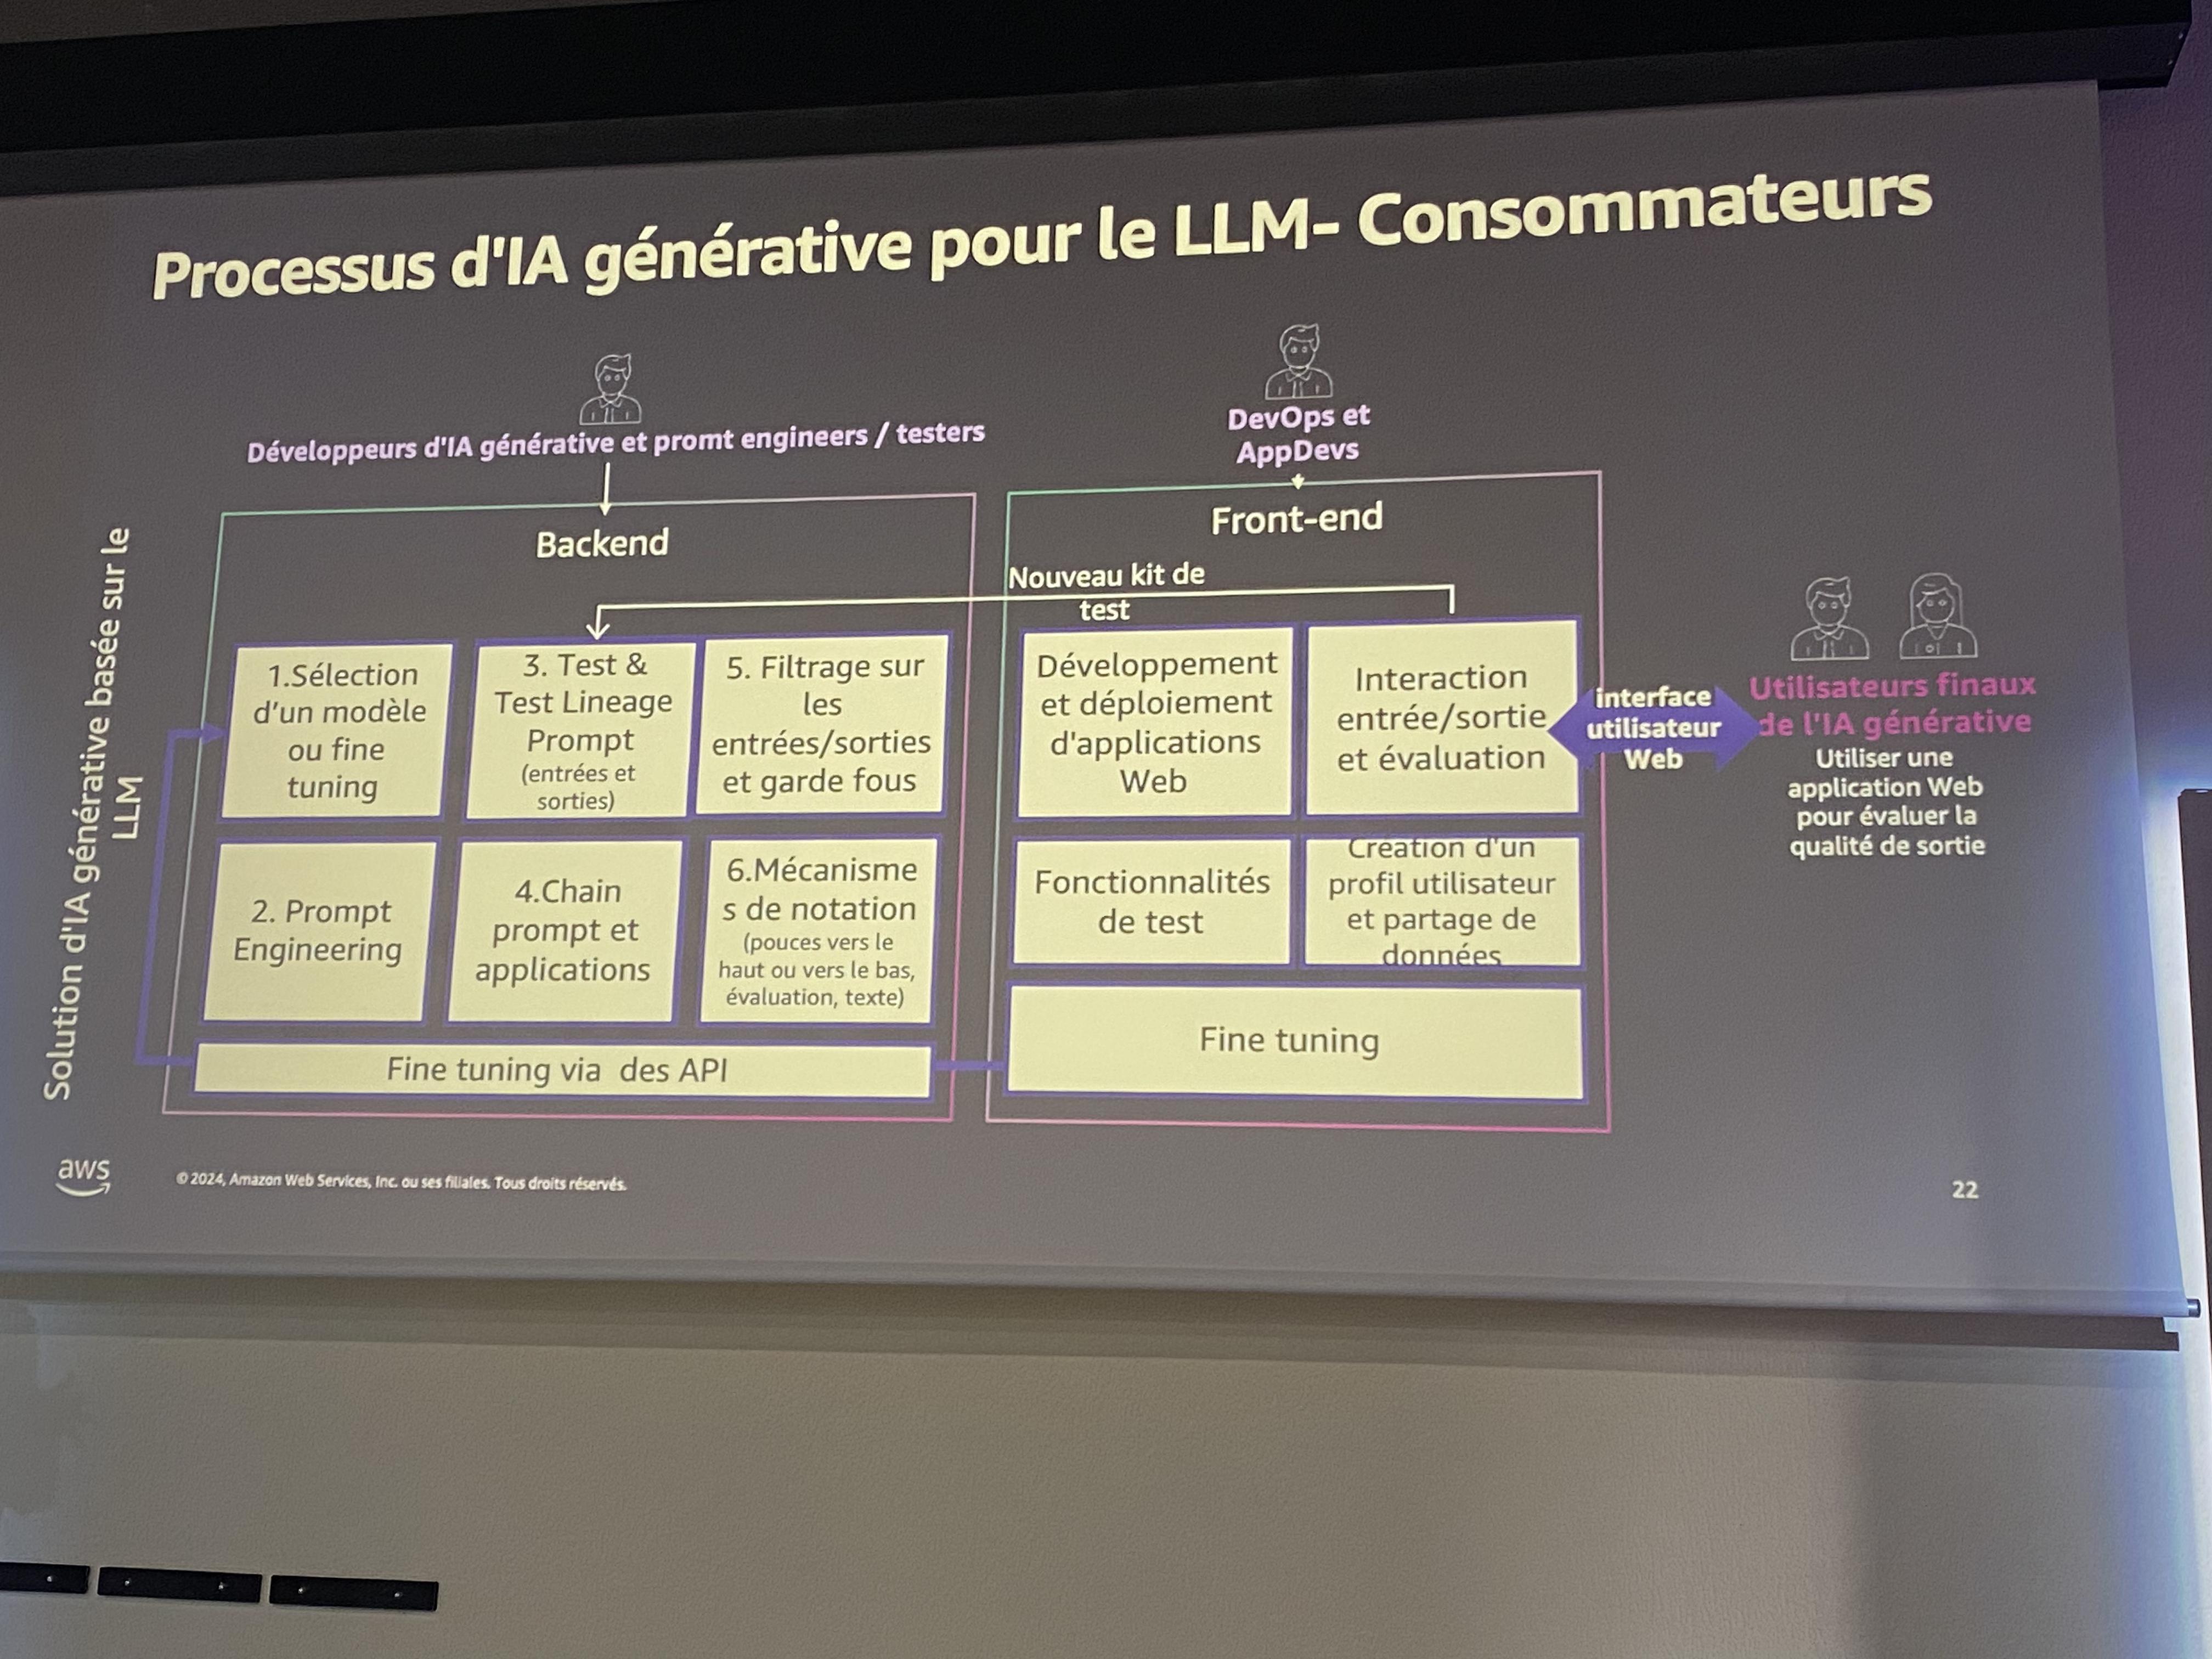 Processus d'IA générative pour le LLM- Consommateurs
Développeurs d'IA générative et promt engineers / testers
DevOps et
AppDevs
Solution d'IA générative basée sur le
LLM
Backend
1.Sélection
d'un modèle
ou fine
tuning
3. Test &
Test Lineage
Prompt
(entrées et
sorties)
5. Filtrage sur
les
entrées/sorties
et garde fous
2. Prompt
Engineering
4.Chain
prompt et
applications
6.Mécanisme
s de notation
(pouces vers le
haut ou vers le bas,
évaluation, texte)
Fine tuning via des API
Front-end
Nouveau kit de
test
Développement
et déploiement
d'applications
Web
Interaction
entrée/sortie
et évaluation
Fonctionnalités
de test
Création d'un
profil utilisateur
et partage de
données
Fine tuning
interface
utilisateur
Web
Utilisateurs finaux
de l'IA générative
Utiliser une
application Web
pour évaluer la
qualité de sortie
aws
© 2024, Amazon Web Services, Inc. ou ses filiales. Tous droits réservés.
22